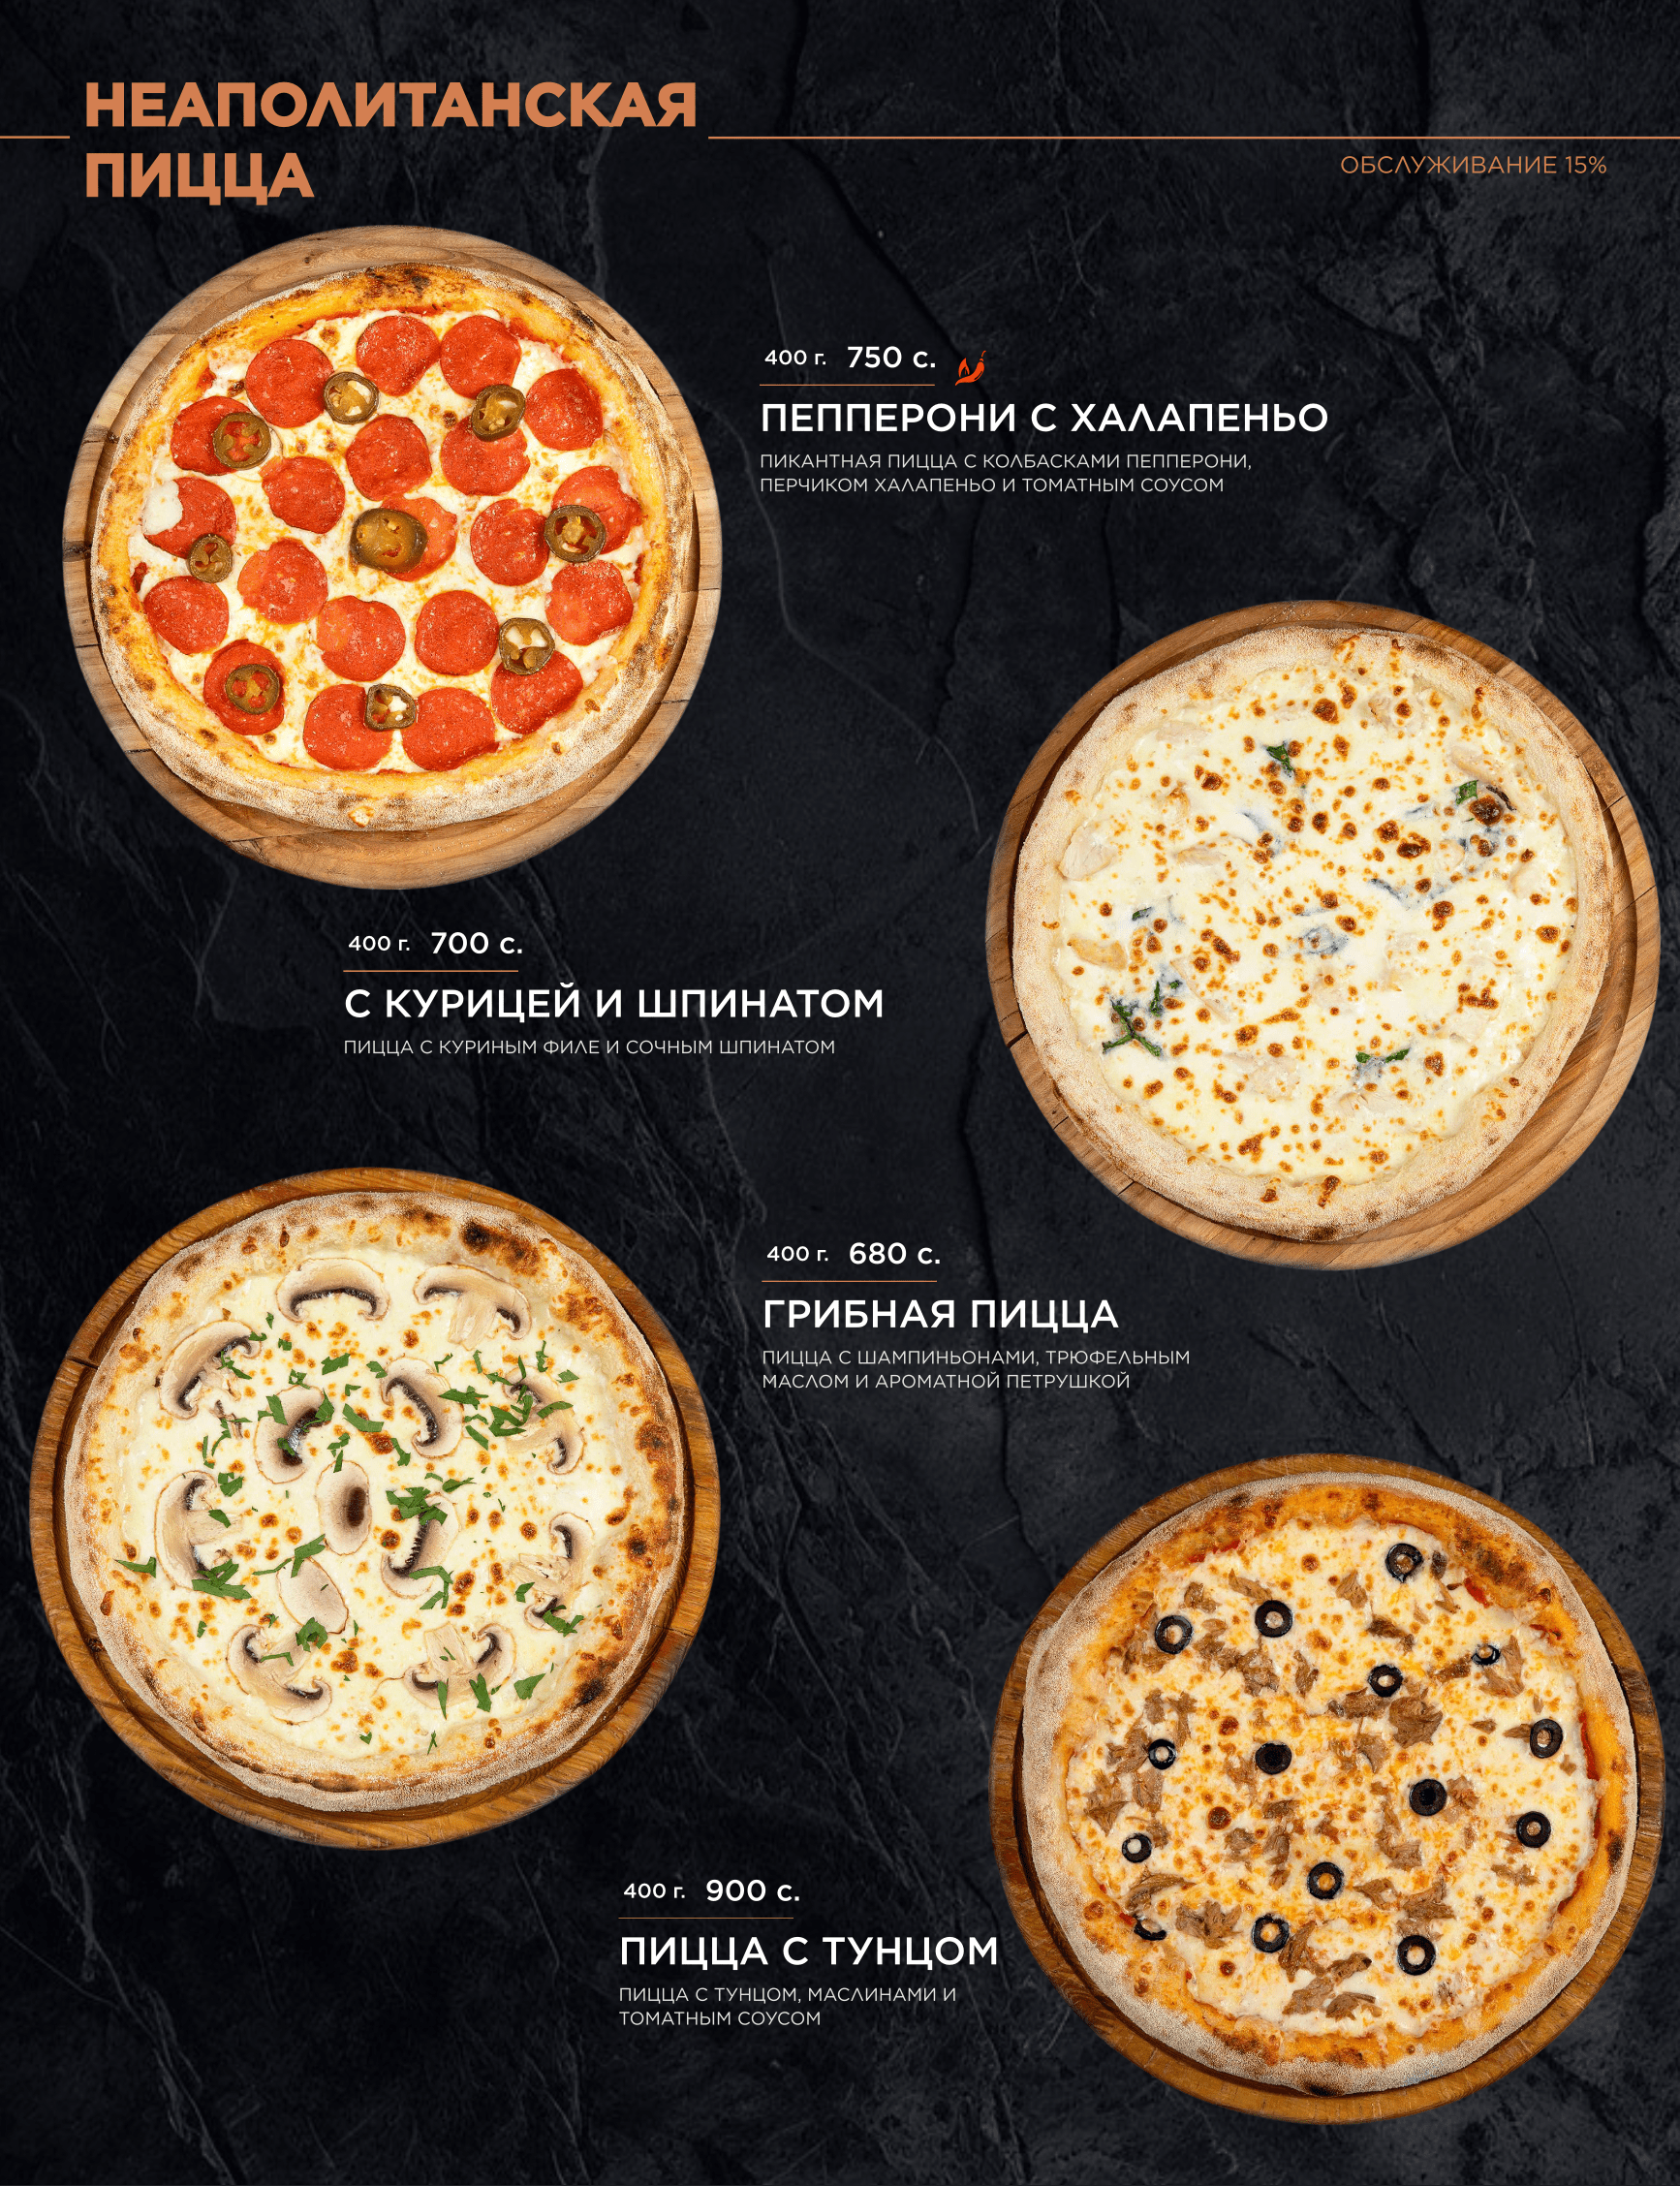 НЕАПОЛИТАНСКАЯ
ПИЦЦА
ОБСЛУЖИВАНИЕ 15%
400 г. 750 с.
ПЕППЕРОНИ С ХАЛАПЕНЬО
ПИКАНТНАЯ ПИЦЦА С КОЛБАСКАМИ ПЕППЕРОНИ,
ПЕРЧИКОМ ХАЛАПЕНЬО И ТОМАТНЫМ СОУСОМ
400 г. 700 с.
С КУРИЦЕЙ И ШПИНАТОМ
ПИЦЦА С КУРИНЫМ ФИЛЕ И СОЧНЫМ ШПИНАТОМ
400 г. 680 с.
ГРИБНАЯ ПИЦЦА
ПИЦЦА С ШАМПИНЬОНАМИ, ТРЮФЕЛЬНЫМ
МАСЛОМ И АРОМАТНОЙ ПЕТРУШКОЙ
400 г. 900 с.
ПИЦЦА С ТУНЦОМ
ПИЦЦА С ТУНЦОМ, МАСЛИНАМИ И
ТОМАТНЫМ СОУСОМ